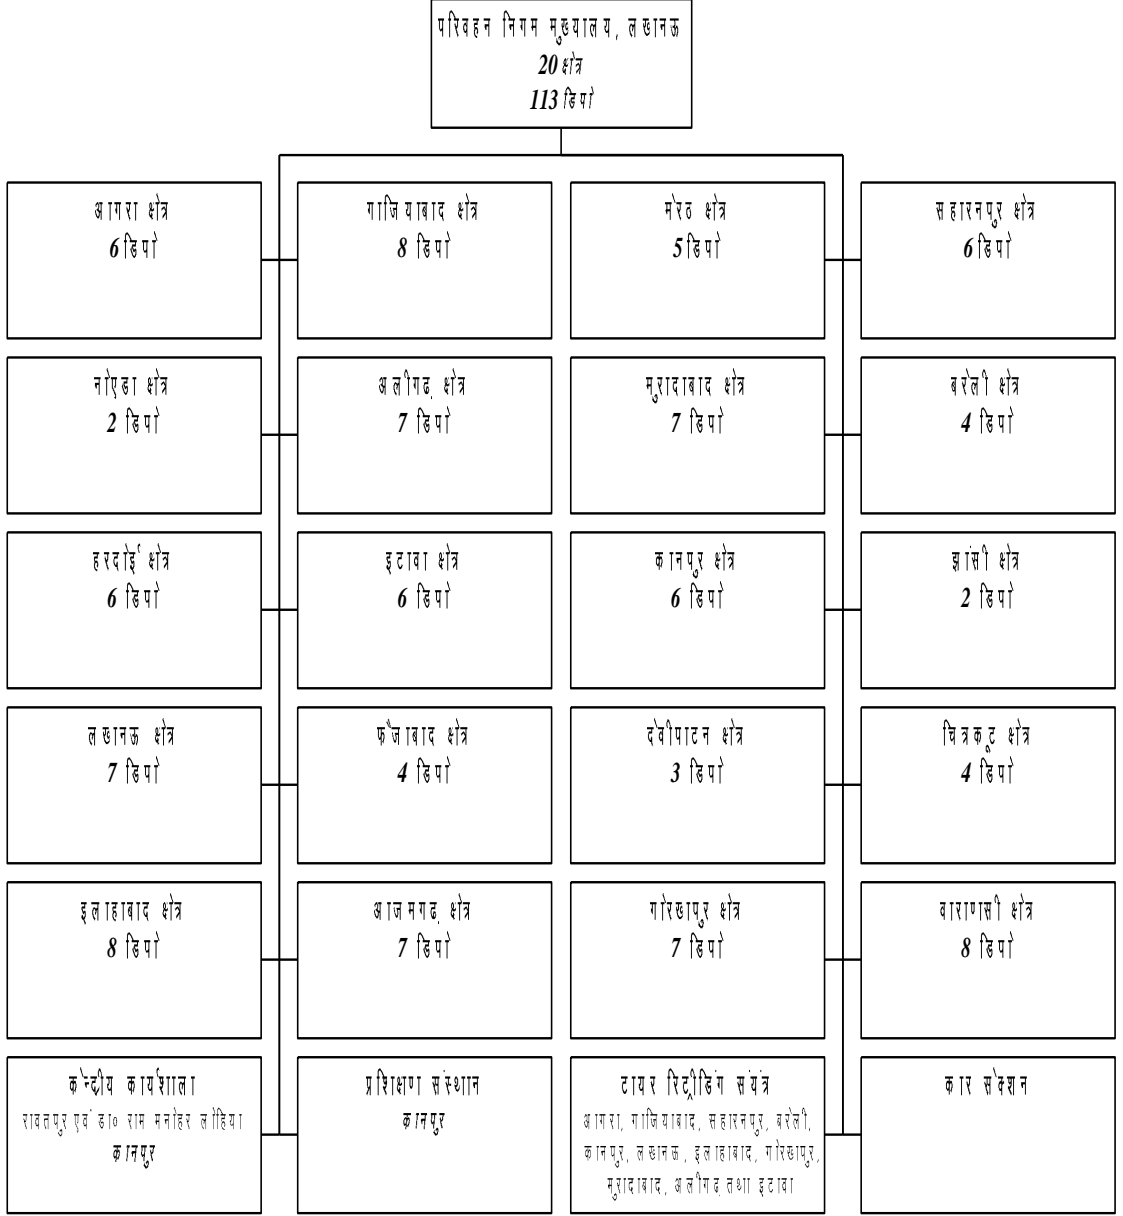 परिवहन निगम मुख्यालय, लखनऊ
20 क्षेत्र
113 डिपो
आगरा क्षेत्र
6 डिपो
गाजियाबाद क्षेत्र
8 डिपो
मेरठ क्षेत्र
5 डिपो
सहारनपुर क्षेत्र
6 डिपो
नोएडा क्षेत्र
2 डिपो
अलीगढ़ क्षेत्र
7 डिपो
मुरादाबाद क्षेत्र
7 डिपो
बरेली क्षेत्र
4 डिपो
हरदोई क्षेत्र
6 डिपो
इटावा क्षेत्र
6 डिपो
कानपुर क्षेत्र
6 डिपो
झांसी क्षेत्र
2 डिपो
लखनऊ क्षेत्र
7 डिपो
फैजाबाद क्षेत्र
4 डिपो
देवीपाटन क्षेत्र
3 डिपो
चित्रकूट क्षेत्र
4 डिपो
इलाहाबाद क्षेत्र
8 डिपो
आजमगढ़ क्षेत्र
7 डिपो
गोरखपुर क्षेत्र
7 डिपो
वाराणसी क्षेत्र
8 डिपो
केन्द्रीय कार्यशाला
रावतपुर एवं डा० राम मनोहर लोहिया
कानपुर
प्रशिक्षण संस्थान
कानपुर
टायर रिट्रीडिंग संयंत्र
आगरा, गाजियाबाद, सहारनपुर, बरेली,
कानपुर, लखनऊ, इलाहाबाद, गोरखपुर,
मुरादाबाद, अलीगढ़ तथा इटावा
कार सेक्शन